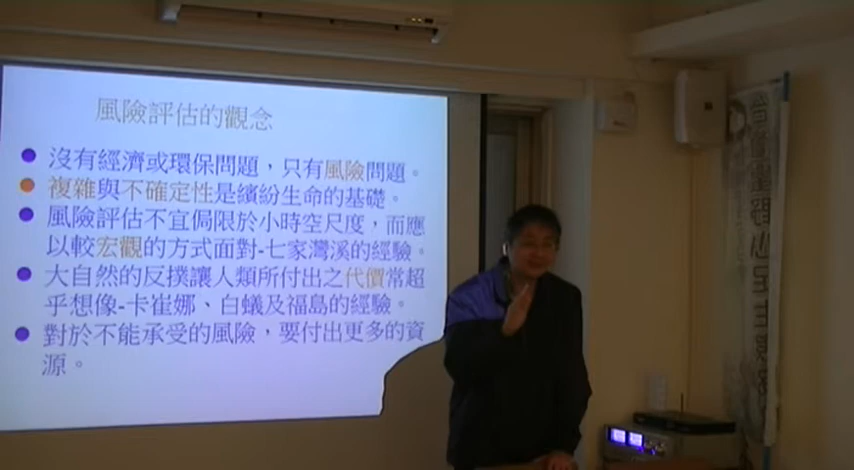 風險評估的觀念
沒有經濟或環保問題，只有風險問題。
複雜與不確定性是繽紛生命的基礎。
風險評估不宜侷限於小時空尺度，而應
以較宏觀的方式面對-七家灣溪的經驗。
大自然的反撲讓人類所付出之代價常超
乎想像-卡崔娜、白蟻及福島的經驗。
對於不能承受的風險，要付出更多的資
源。